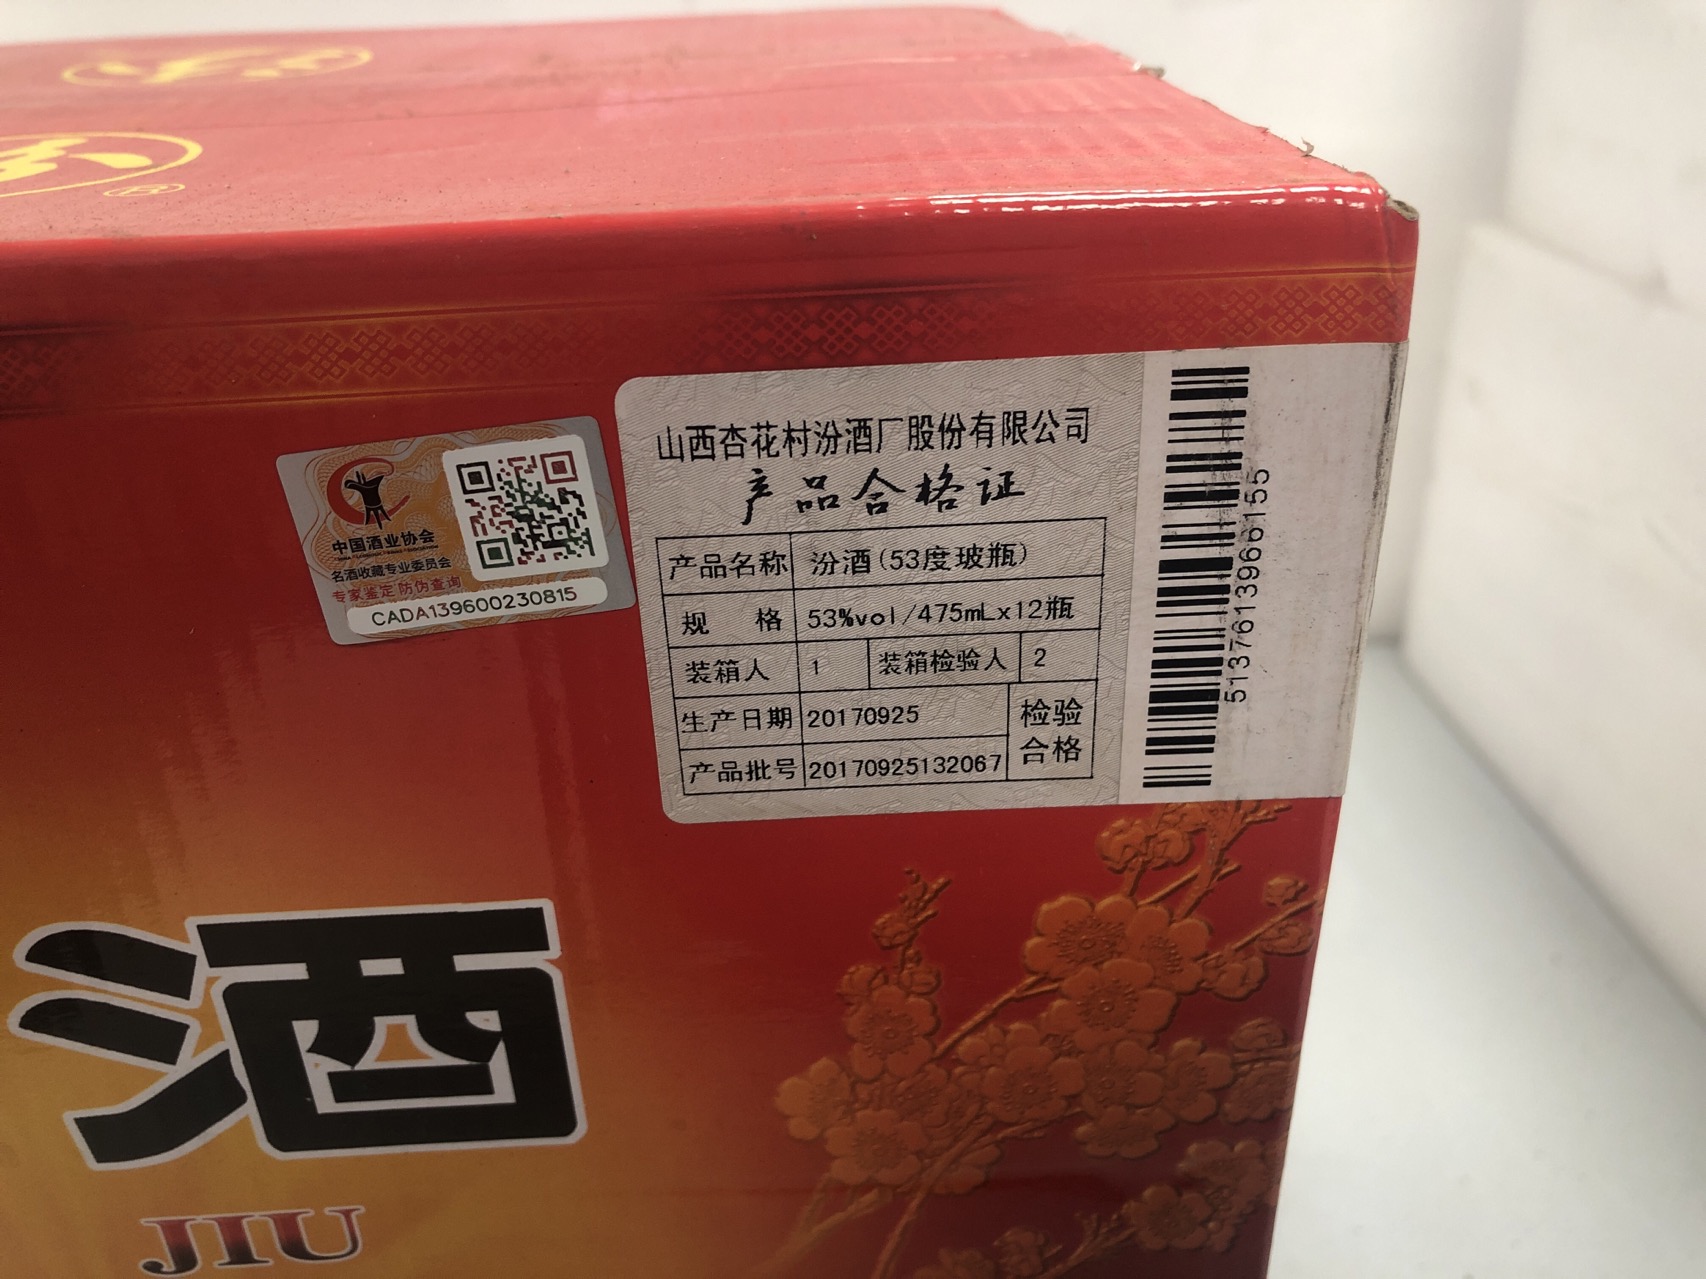 ®
山西杏花村汾酒厂股份有限公司
产品合格证
产品名称 汾酒(53度玻瓶)
规 格 53%vol/475mLx12瓶
装箱人 1 装箱检验人 2
生产日期 20170925 检验
产品批号 20170925132067 合格
5137613966155
中国酒业协会
名酒收藏专业委员会
专家鉴定 防伪查询
CADA139600230815
酒
JIU